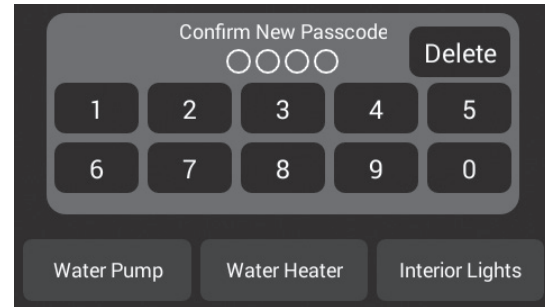 Confirm New Passcode
Delete
1 2 3 4 5
6 7 8 9 0
Water Pump Water Heater Interior Lights